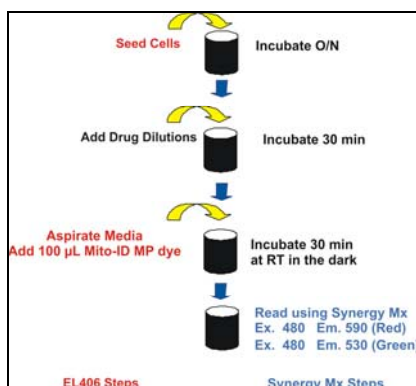 Seed Cells
Incubate O/N
Add Drug Dilutions
Incubate 30 min
Aspirate Media
Add 100 µL Mito-ID MP dye
Incubate 30 min
at RT in the dark
Read using Synergy Mx
Ex. 480 Em. 590 (Red)
Ex. 480 Em. 530 (Green)
EL406 Steps
Synergy Mx Steps